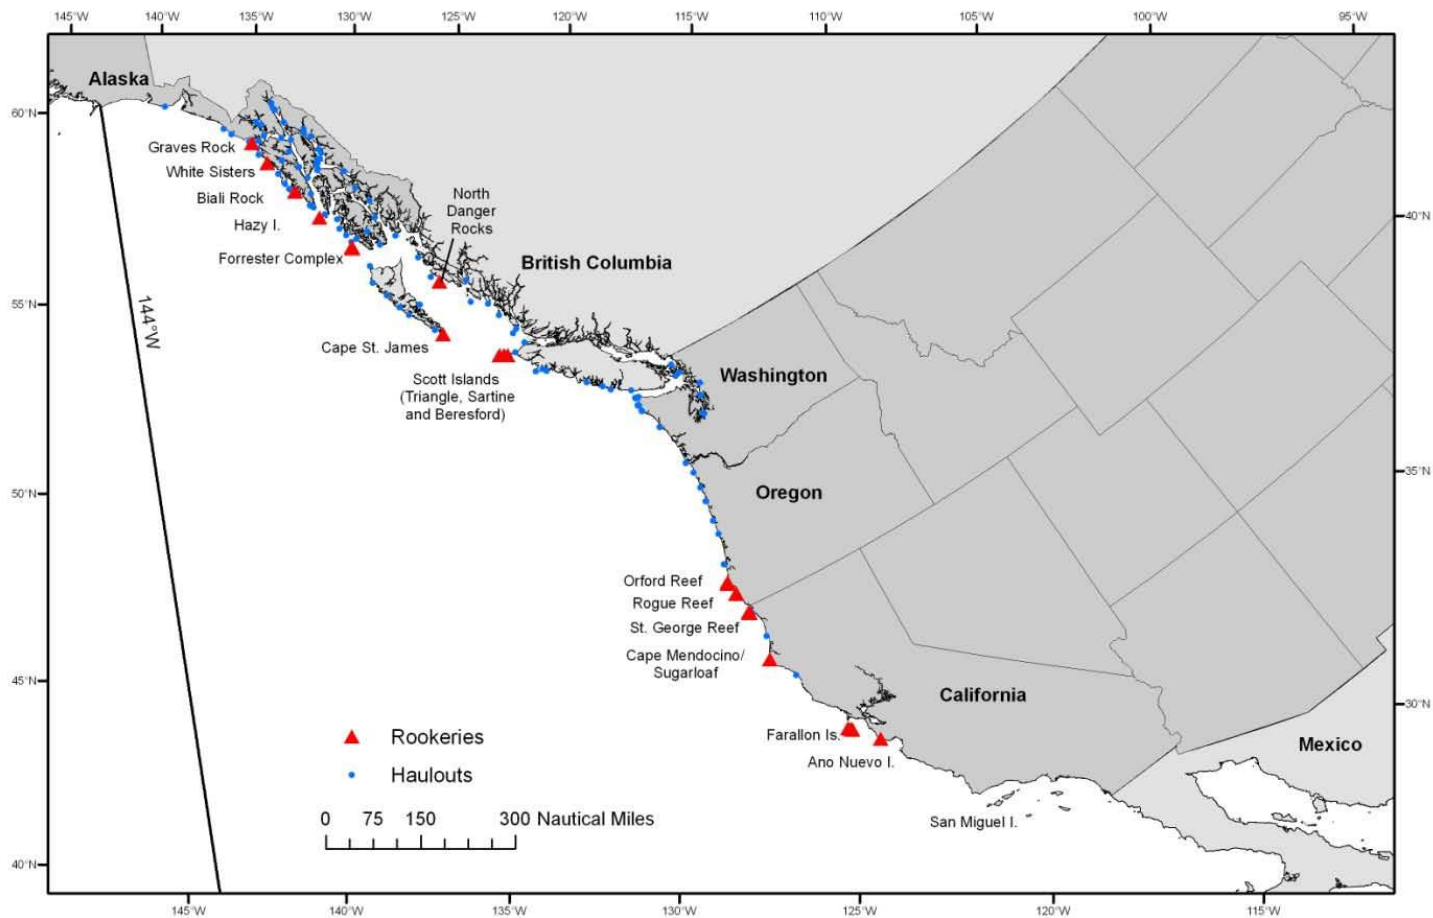 145°W 140°W 135°W 130°W 125°W 120°W 115°W 110°W 105°W 100°W 95°W
Alaska
60°N
Graves Rock
White Sisters
Biali Rock
Hazy I.
Forrester Complex
North
Danger
Rocks
40°N
British Columbia
55°N
144°W
Cape St. James
Scott Islands
(Triangle, Sartine
and Beresford)
Washington
35°N
50°N
Oregon
Orford Reef
Rogue Reef
St. George Reef
Cape Mendocino/
Sugarloaf
45°N
California
30°N
Farallon Is.
Ano Nuevo I.
Mexico
San Miguel I.
Rookeries
Haulouts
0 75 150 300 Nautical Miles
40°N
145°W 140°W 135°W 130°W 125°W 120°W 115°W